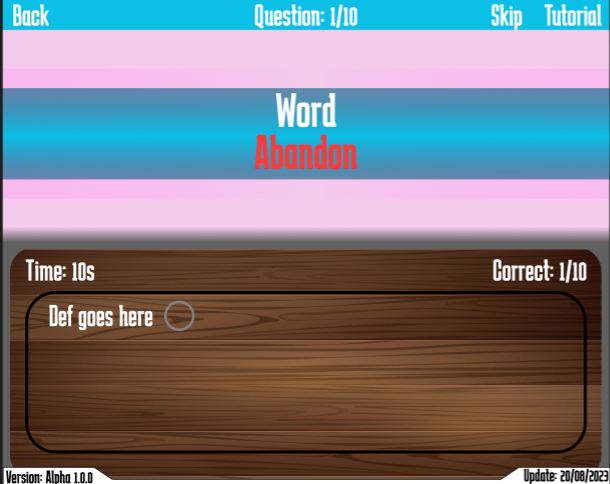 Back Question: 1/10 Skip Tutorial
Word
Abandon
Time: 10s Correct: 1/10
Def goes here
Version: Alpha 1.0.0 Update: 20/08/2023